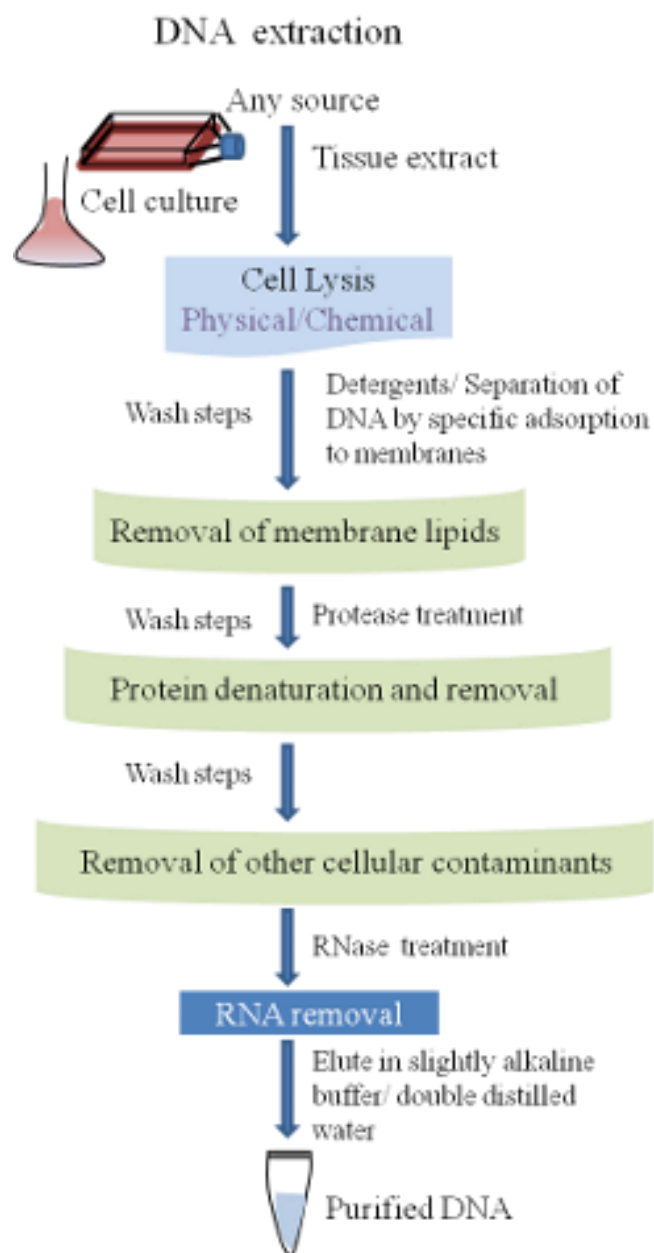 DNA extraction
Any source
Tissue extract
Cell culture
Cell Lysis
Physical/Chemical
Wash steps
Detergents/ Separation of
DNA by specific adsorption
to membranes
Removal of membrane lipids
Wash steps
Protease treatment
Protein denaturation and removal
Wash steps
Removal of other cellular contaminants
RNase treatment
RNA removal
Elute in slightly alkaline
buffer/ double distilled
water
Purified DNA